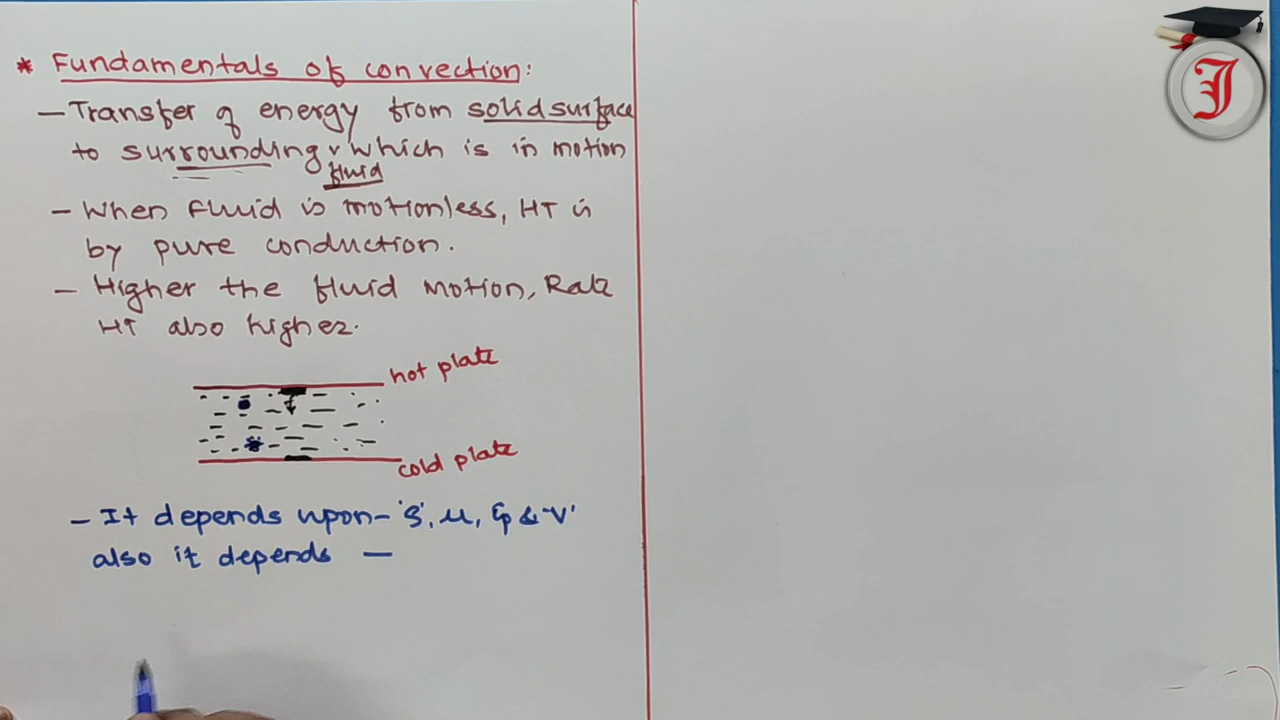 * Fundamentals of convection:
— Transfer of energy from solid surface
to surrounding, which is in motion
fluid
- When Fluid is motionless, HT is
by pure conduction.
- Higher the fluid motion, Rate
HT also higher.
hot plate
cold plate
- It depends upon - 'ρ', μ, Cp & 'V'
also it depends —
J